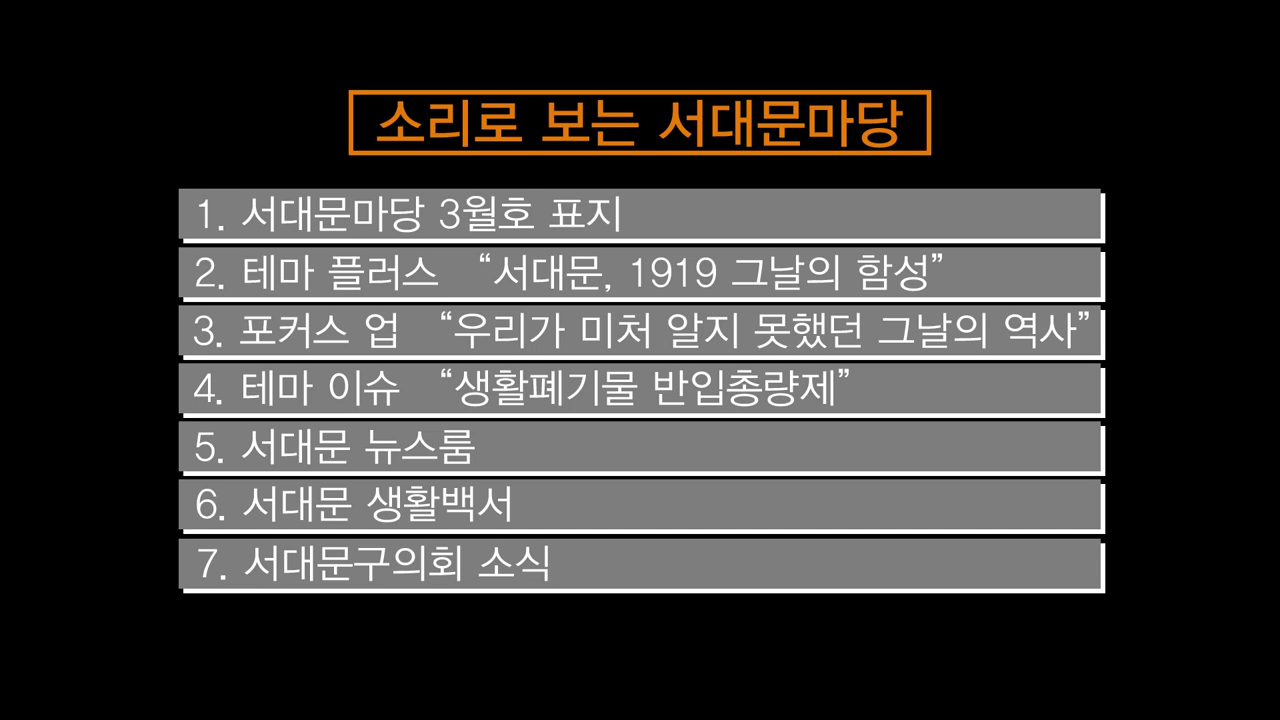 소리로 보는 서대문마당
1. 서대문마당 3월호 표지
2. 테마 플러스 “서대문, 1919 그날의 함성”
3. 포커스 업 “우리가 미처 알지 못했던 그날의 역사”
4. 테마 이슈 “생활폐기물 반입총량제”
5. 서대문 뉴스룸
6. 서대문 생활백서
7. 서대문구의회 소식